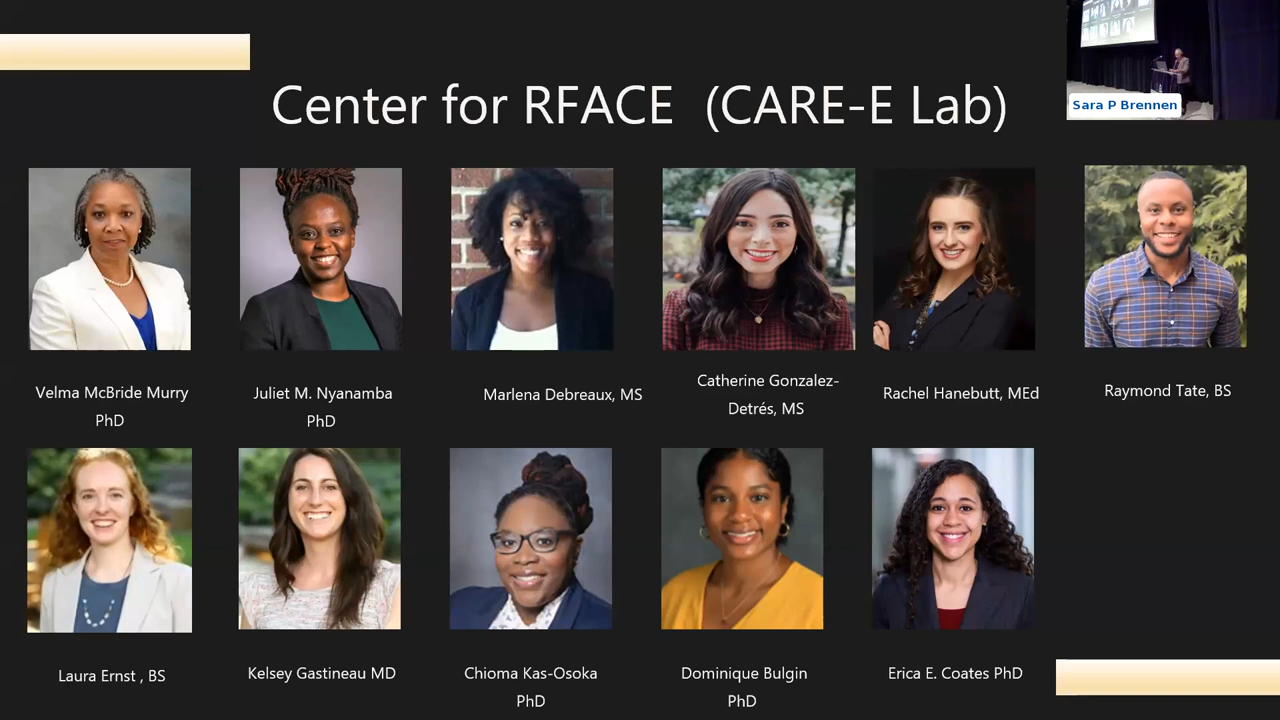 Center for RFACE (CARE-E Lab)
Sara P Brennen
Velma McBride Murry
PhD
Juliet M. Nyanamba
PhD
Marlena Debreaux, MS
Catherine Gonzalez-
Detrés, MS
Rachel Hanebutt, MEd
Raymond Tate, BS
Laura Ernst , BS
Kelsey Gastineau MD
Chioma Kas-Osoka
PhD
Dominique Bulgin
PhD
Erica E. Coates PhD